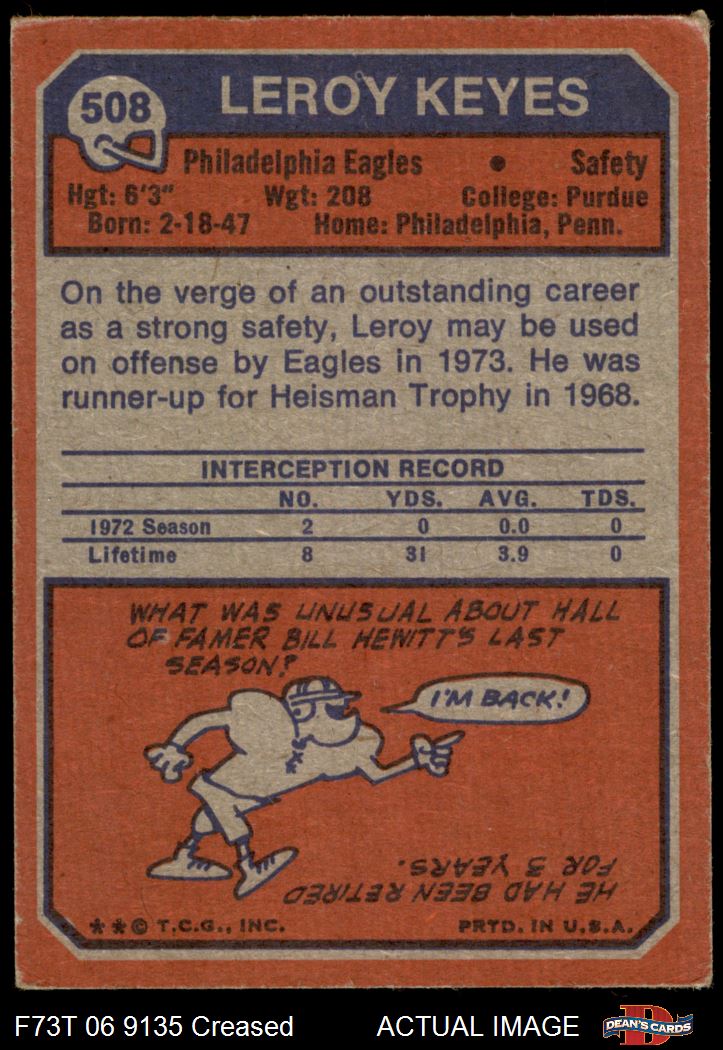 508
LEROY KEYES
Philadelphia Eagles • Safety
Hgt: 6'3" Wgt: 208 College: Purdue
Born: 2-18-47 Home: Philadelphia, Penn.
On the verge of an outstanding career
as a strong safety, Leroy may be used
on offense by Eagles in 1973. He was
runner-up for Heisman Trophy in 1968.
INTERCEPTION RECORD
NO. YDS. AVG. TDS.
1972 Season 2 0 0.0 0
Lifetime 8 31 3.9 0
WHAT WAS UNUSUAL ABOUT HALL
OF FAMER BILL HEWITT'S LAST
SEASON?
I'M BACK!
HE HAD BEEN RETIRED
FOR 3 YEARS.
**© T.C.G., INC. PRTD. IN U.S.A.
F73T 06 9135 Creased ACTUAL IMAGE
D
DEAN'S CARDS